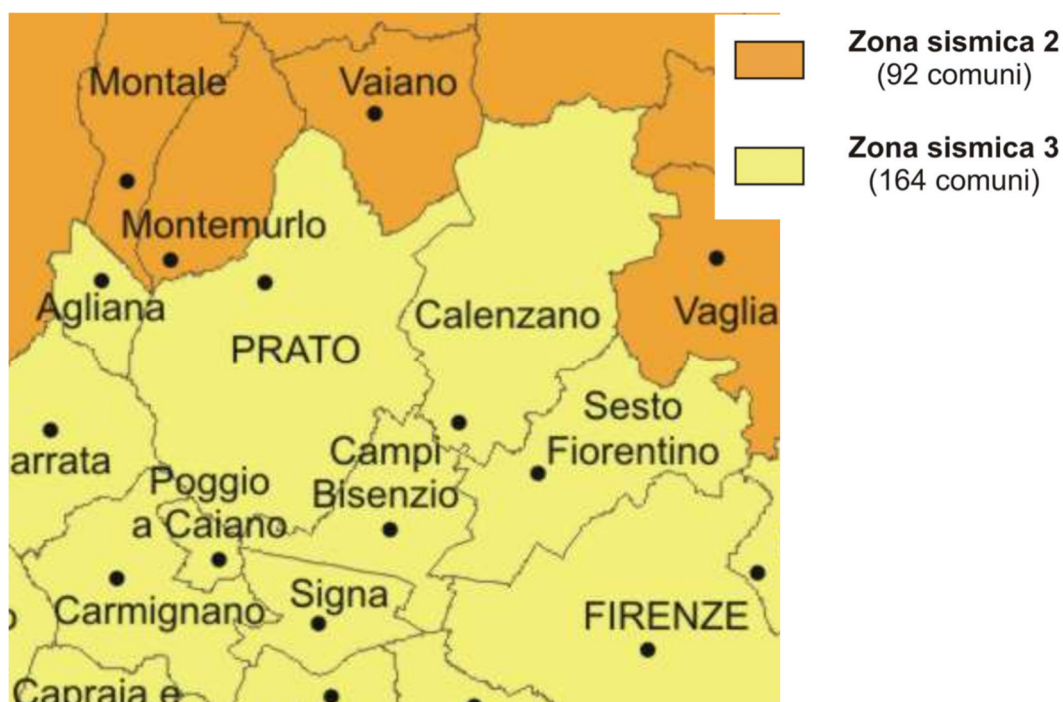 Zona sismica 2
(92 comuni)
Zona sismica 3
(164 comuni)
Montale
Vaiano
Montemurlo
Agliana
Calenzano
Vaglia
PRATO
Sesto
Fiorentino
Campi
Bisenzio
arrata
Poggio
a Caiano
Signa
Carmignano
FIRENZE
o
Capraia e